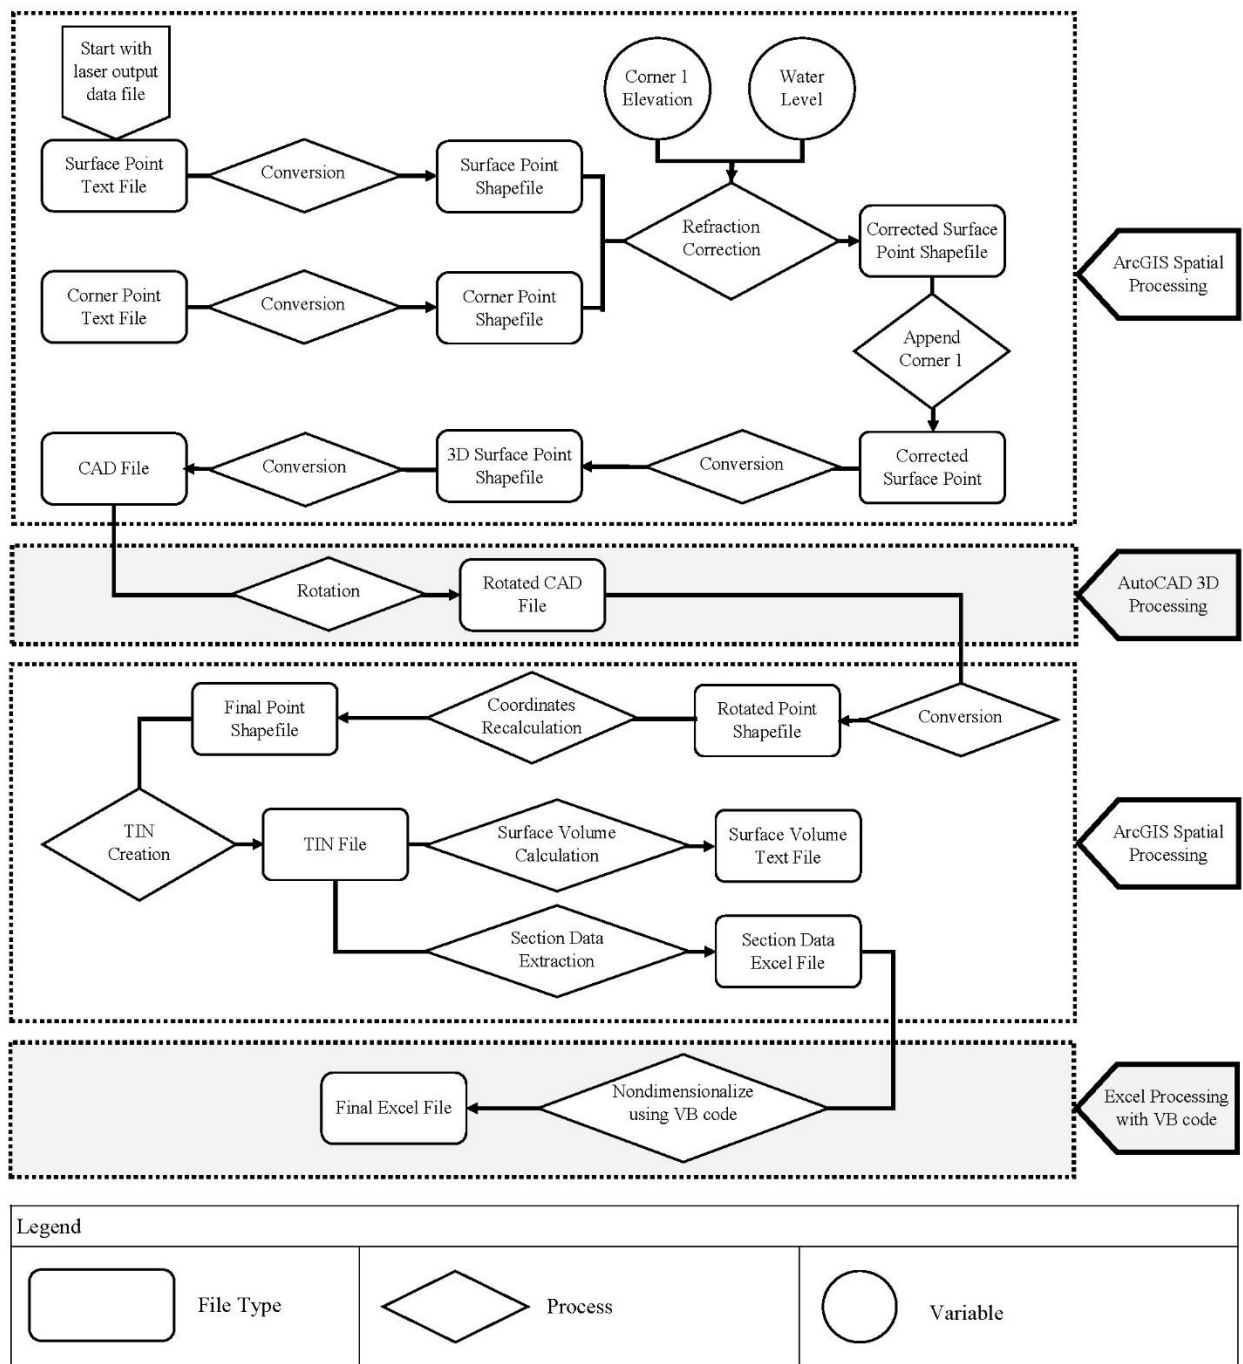 Start with
laser output
data file
Corner 1
Elevation
Water
Level
Surface Point
Text File
Conversion
Surface Point
Shapefile
Refraction
Correction
Corrected Surface
Point Shapefile
ArcGIS Spatial
Processing
Corner Point
Text File
Conversion
Corner Point
Shapefile
Append
Corner 1
CAD File
Conversion
3D Surface Point
Shapefile
Conversion
Corrected
Surface Point
Rotation
Rotated CAD
File
AutoCAD 3D
Processing
Final Point
Shapefile
Coordinates
Recalculation
Rotated Point
Shapefile
Conversion
TIN
Creation
TIN File
Surface Volume
Calculation
Surface Volume
Text File
ArcGIS Spatial
Processing
Section Data
Extraction
Section Data
Excel File
Final Excel File
Nondimensionalize
using VB code
Excel Processing
with VB code
Legend
File Type
Process
Variable